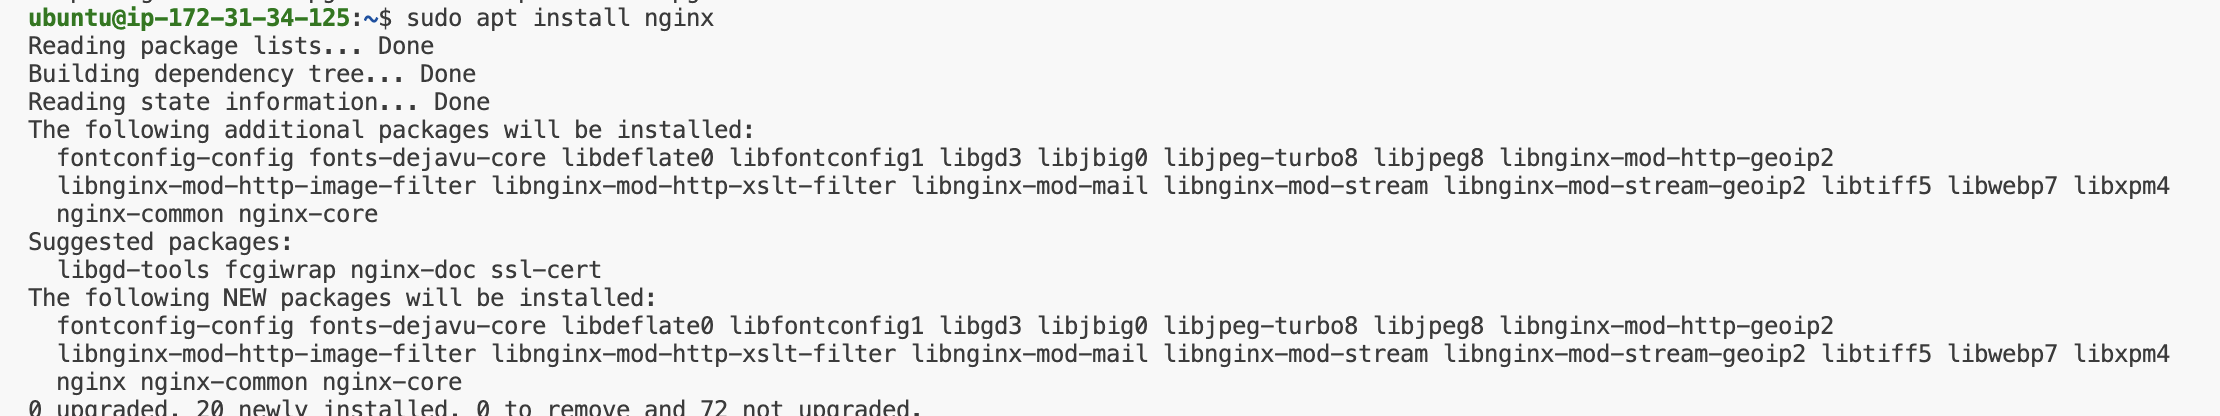 ubuntu@ip-172-31-34-125:~$ sudo apt install nginx
Reading package lists... Done
Building dependency tree... Done
Reading state information... Done
The following additional packages will be installed:
  fontconfig-config fonts-dejavu-core libdeflate0 libfontconfig1 libgd3 libjbig0 libjpeg-turbo8 libjpeg8 libnginx-mod-http-geoip2
  libnginx-mod-http-image-filter libnginx-mod-http-xslt-filter libnginx-mod-mail libnginx-mod-stream libnginx-mod-stream-geoip2 libtiff5 libwebp7 libxpm4
  nginx-common nginx-core
Suggested packages:
  libgd-tools fcgiwrap nginx-doc ssl-cert
The following NEW packages will be installed:
  fontconfig-config fonts-dejavu-core libdeflate0 libfontconfig1 libgd3 libjbig0 libjpeg-turbo8 libjpeg8 libnginx-mod-http-geoip2
  libnginx-mod-http-image-filter libnginx-mod-http-xslt-filter libnginx-mod-mail libnginx-mod-stream libnginx-mod-stream-geoip2 libtiff5 libwebp7 libxpm4
  nginx nginx-common nginx-core
0 upgraded, 20 newly installed, 0 to remove and 72 not upgraded.